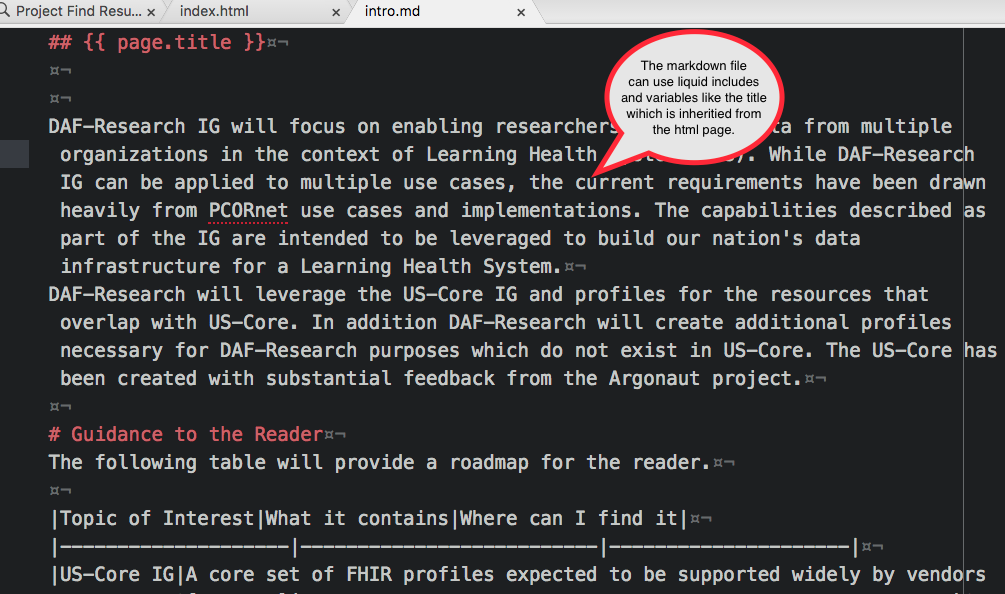 Project Find Resu... × index.html × intro.md ×
## {{ page.title }}¤¬
¤¬
¤¬
The markdown file
can use liquid includes
and variables like the title
which is inheritied from
the html page.
DAF-Research IG will focus on enabling researchers ta from multiple
organizations in the context of Learning Health ). While DAF-Research
IG can be applied to multiple use cases, the current requirements have been drawn
heavily from PCORnet use cases and implementations. The capabilities described as
part of the IG are intended to be leveraged to build our nation's data
infrastructure for a Learning Health System.¤¬
DAF-Research will leverage the US-Core IG and profiles for the resources that
overlap with US-Core. In addition DAF-Research will create additional profiles
necessary for DAF-Research purposes which do not exist in US-Core. The US-Core has
been created with substantial feedback from the Argonaut project.¤¬
¤¬
# Guidance to the Reader¤¬
The following table will provide a roadmap for the reader.¤¬
¤¬
|Topic of Interest|What it contains|Where can I find it|¤¬
|--------------------|--------------------------|---------------------|¤¬
|US-Core IG|A core set of FHIR profiles expected to be supported widely by vendors